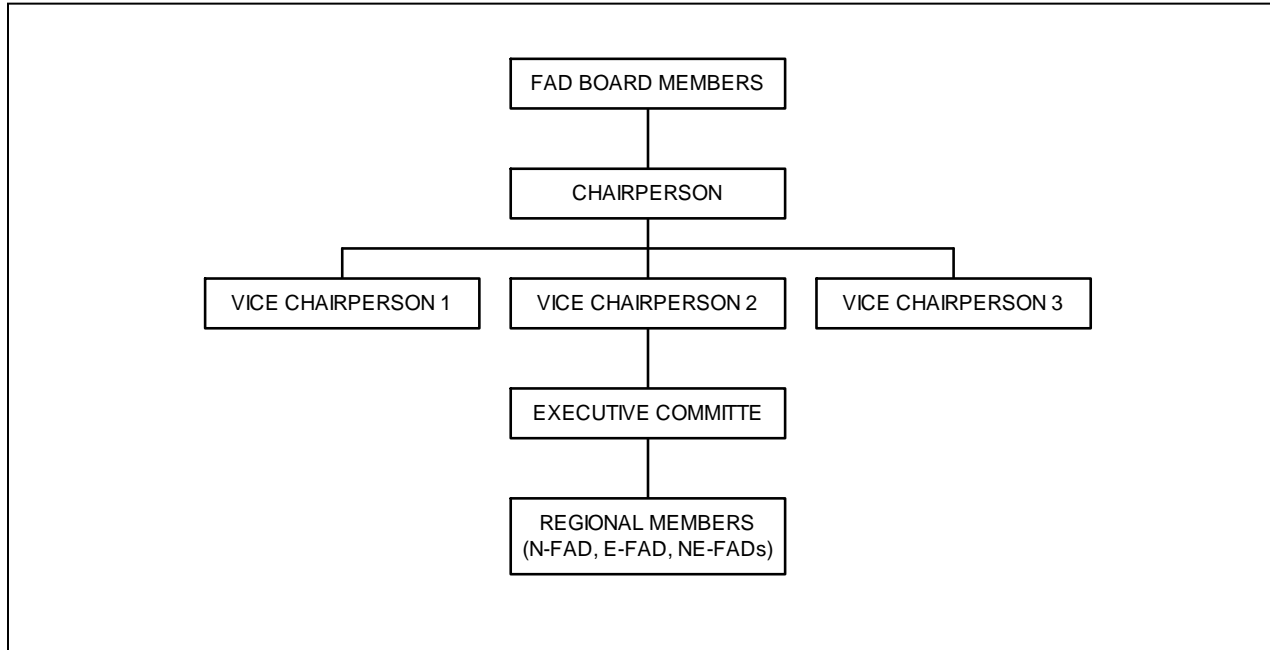 FAD BOARD MEMBERS
CHAIRPERSON
VICE CHAIRPERSON 1
VICE CHAIRPERSON 2
VICE CHAIRPERSON 3
EXECUTIVE COMMITTE
REGIONAL MEMBERS
(N-FAD, E-FAD, NE-FADs)